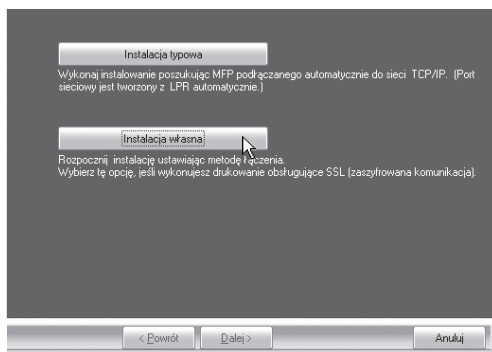 Instalacja typowa
Wykonaj instalowanie poszukując MFP podłączanego automatycznie do sieci TCP/IP. (Port
sieciowy jest tworzony z LPR automatycznie.)
Instalacja własna
Rozpocznij instalację ustawiając metodę łączenia.
Wybierz tę opcję, jeśli wykonujesz drukowanie obsługujące SSL (zaszyfrowana komunikacja).
< Powrót
Dalej >
Anuluj